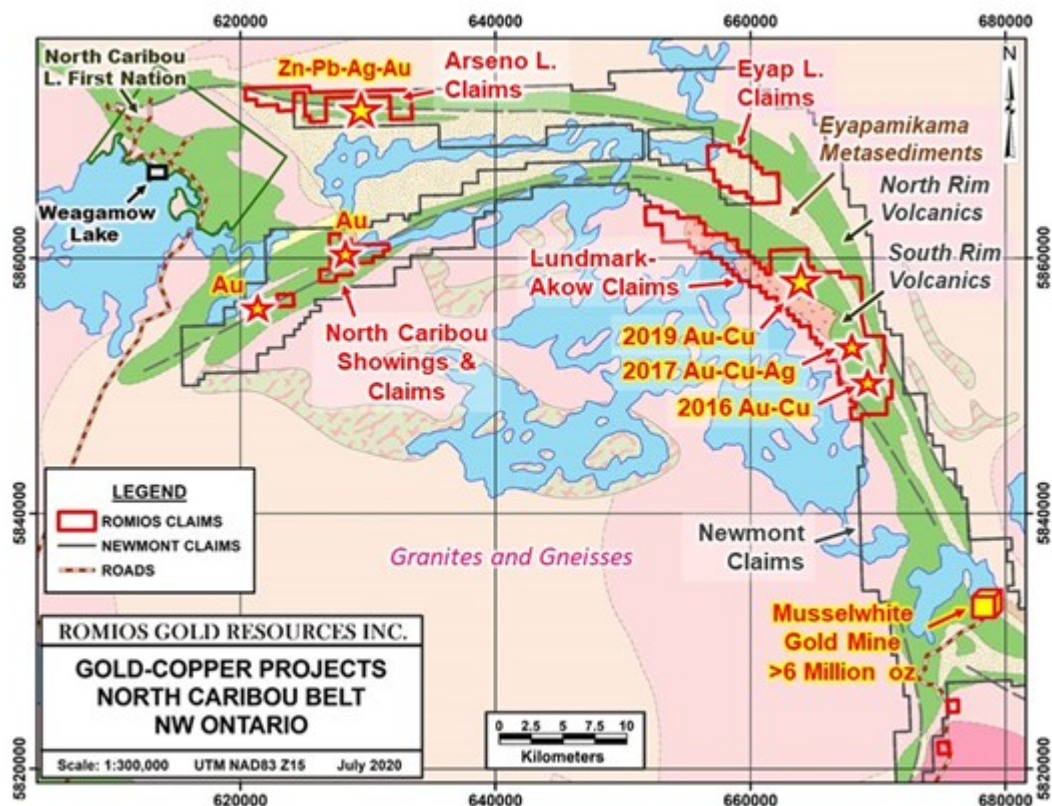 620000
640000
660000
680000
North Caribou
L. First Nation
Zn-Pb-Ag-Au
Arseno L.
Claims
Eyap L.
Claims
N
Eyapamikama
Metasediments
North Rim
Volcanics
South Rim
Volcanics
Weagamow
Lake
Au
Au
5860000
5860000
Lundmark-
Akow Claims
North Caribou
Showings &
Claims
2019 Au-Cu
2017 Au-Cu-Ag
2016 Au-Cu
LEGEND
ROMIOS CLAIMS
NEWMONT CLAIMS
ROADS
5840000
5840000
Newmont
Claims
Granites and Gneisses
Musselwhite
Gold Mine
>6 Million oz
ROMIOS GOLD RESOURCES INC.
GOLD-COPPER PROJECTS
NORTH CARIBOU BELT
NW ONTARIO
Scale: 1:300,000 UTM NAD83 Z15 July 2020
0 2.5 5 7.5 10
Kilometers
5820000
5820000
620000
640000
660000
680000